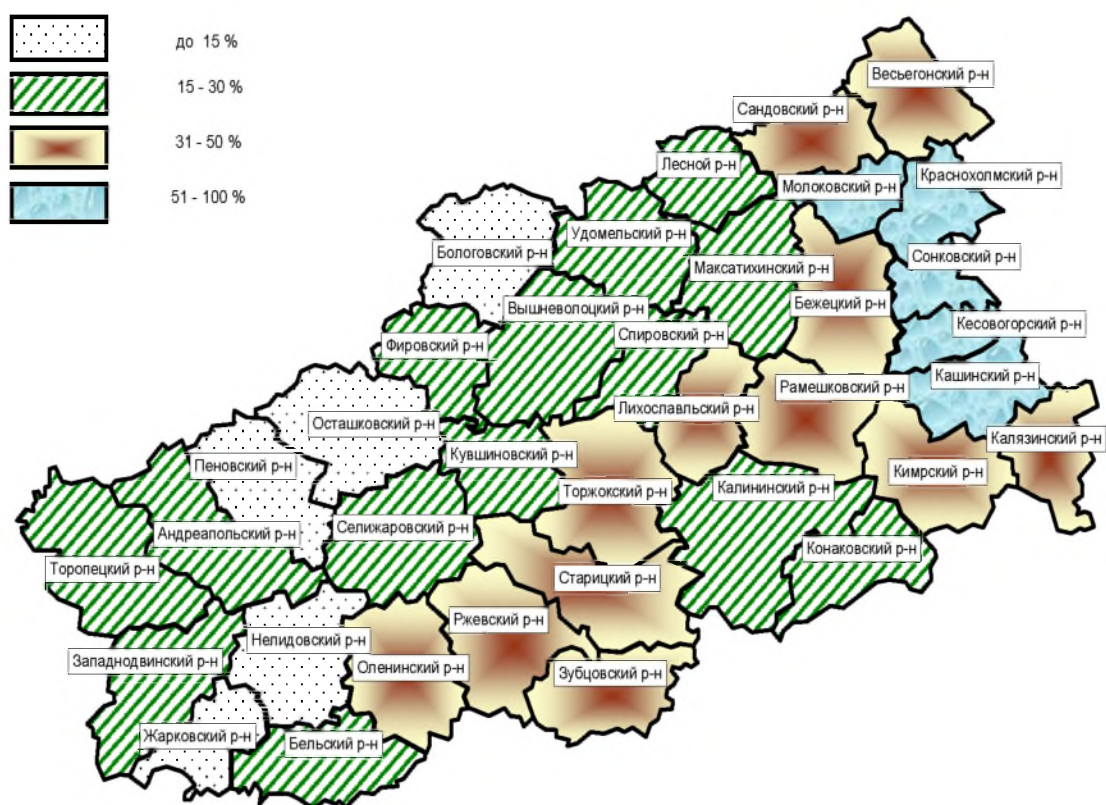 до 15 %
15 - 30 %
31 - 50 %
51 - 100 %
Весьегонский р-н
Сандовский р-н
Лесной р-н
Молоковский р-н
Краснохолмский р-н
Удомельский р-н
Бологовский р-н
Максатихинский р-н
Сонковский р-н
Бежецкий р-н
Вышневолоцкий р-н
Спировский р-н
Кесовогорский р-н
Фировский р-н
Кашинский р-н
Рамешковский р-н
Лихославльский р-н
Осташковский р-н
Калязинский р-н
Кувшиновский р-н
Пеновский р-н
Кимрский р-н
Торжокский р-н
Калининский р-н
Селижаровский р-н
Андреапольский р-н
Конаковский р-н
Торопецкий р-н
Старицкий р-н
Ржевский р-н
Нелидовский р-н
Западнодвинский р-н
Оленинский р-н
Зубцовский р-н
Жарковский р-н
Бельский р-н